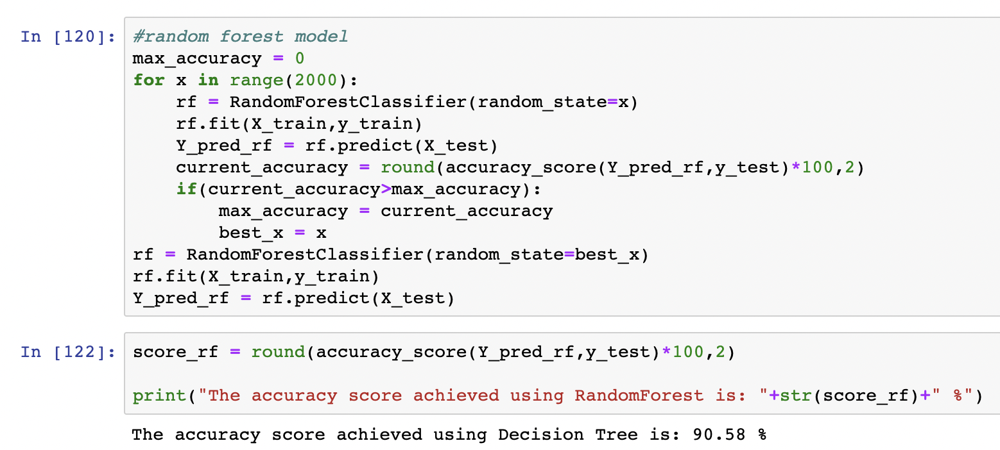 In [120]: #random forest model
max_accuracy = 0
for x in range(2000):
    rf = RandomForestClassifier(random_state=x)
    rf.fit(X_train,y_train)
    Y_pred_rf = rf.predict(X_test)
    current_accuracy = round(accuracy_score(Y_pred_rf,y_test)*100,2)
    if(current_accuracy>max_accuracy):
        max_accuracy = current_accuracy
        best_x = x
rf = RandomForestClassifier(random_state=best_x)
rf.fit(X_train,y_train)
Y_pred_rf = rf.predict(X_test)
In [122]: score_rf = round(accuracy_score(Y_pred_rf,y_test)*100,2)
print("The accuracy score achieved using RandomForest is: "+str(score_rf)+" %")
The accuracy score achieved using Decision Tree is: 90.58 %